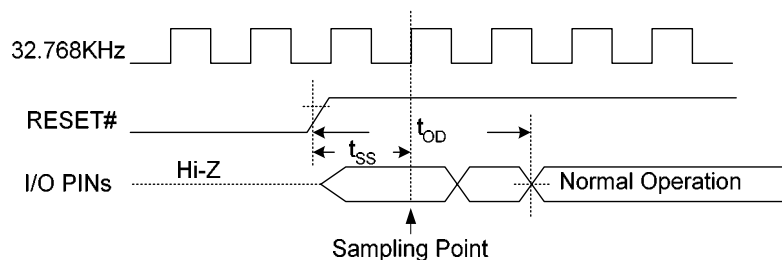 32.768KHz
RESET#
tOD
tSS
I/O PINs
Hi-Z
Normal Operation
Sampling Point